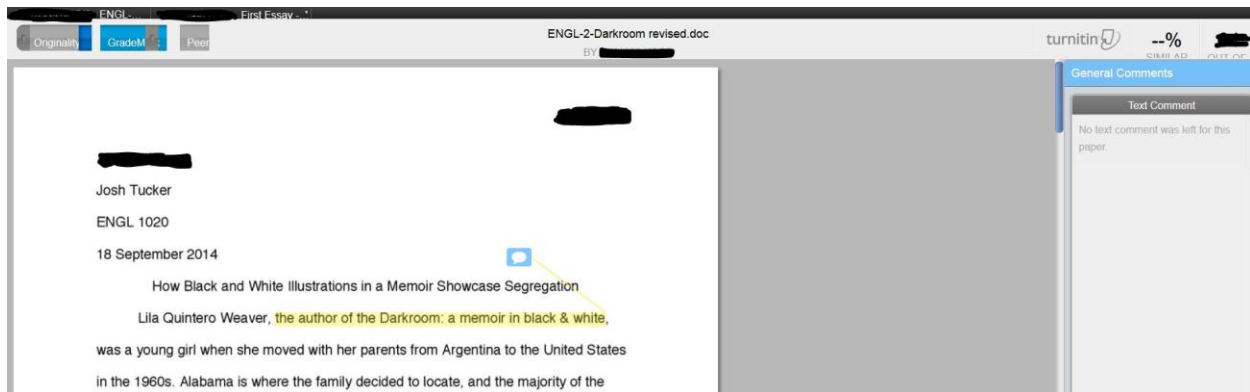 ENGL-...
First Essay - ..."
Originality
GradeM
Peer
ENGL-2-Darkroom revised.doc
BY
turnitin
--%
SIMILAR
OUT OF
General Comments
Text Comment
No text comment was left for this
paper.
Josh Tucker
ENGL 1020
18 September 2014
How Black and White Illustrations in a Memoir Showcase Segregation
Lila Quintero Weaver, the author of the Darkroom: a memoir in black & white,
was a young girl when she moved with her parents from Argentina to the United States
in the 1960s. Alabama is where the family decided to locate, and the majority of the